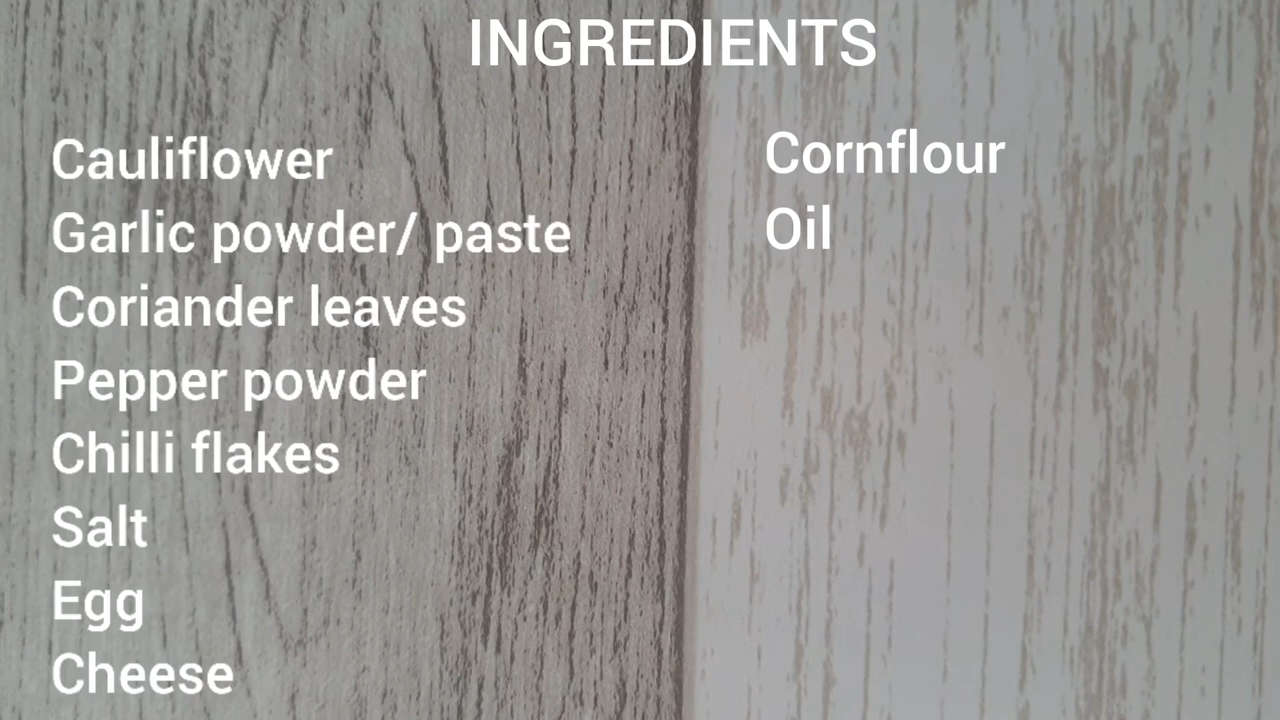 INGREDIENTS
Cauliflower
Garlic powder/ paste
Coriander leaves
Pepper powder
Chilli flakes
Salt
Egg
Cheese
Cornflour
Oil